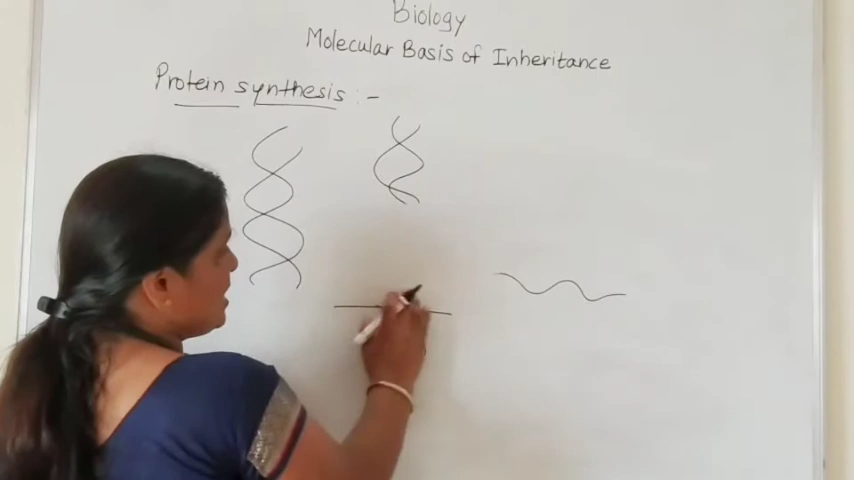 Biology
Molecular Basis of Inheritance
Protein synthesis :-